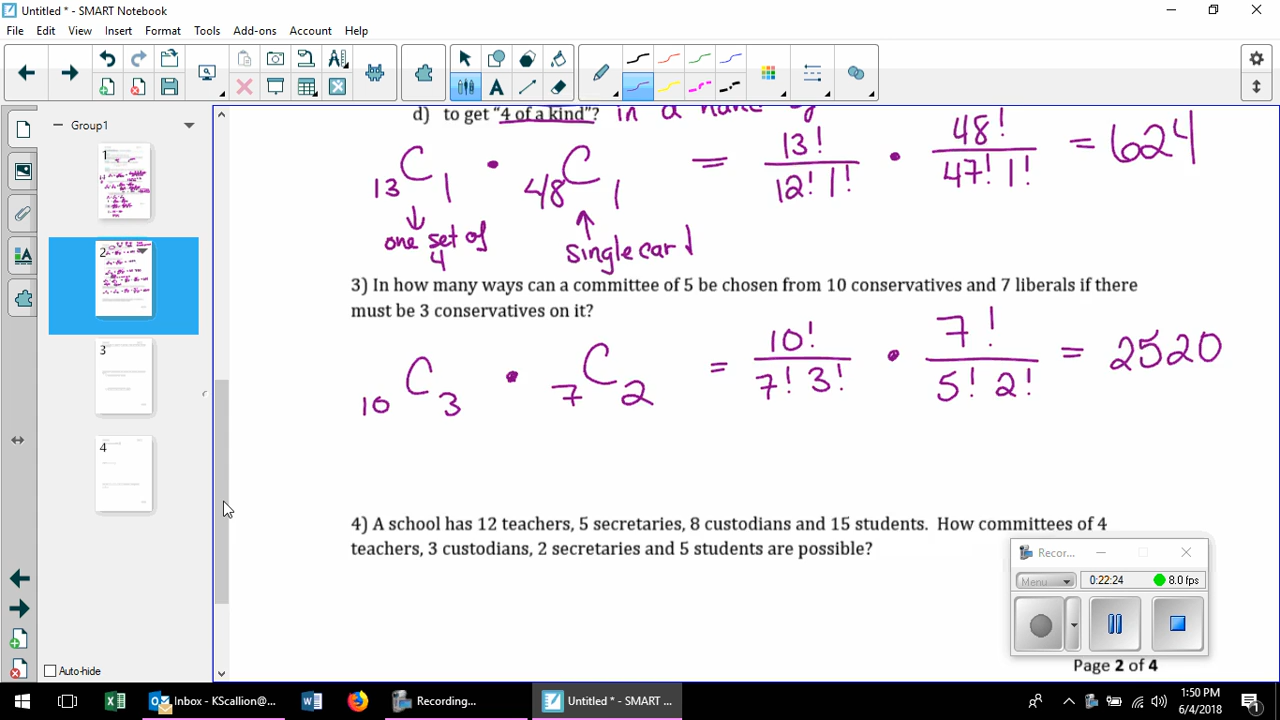 Untitled * - SMART Notebook
File Edit View Insert Format Tools Add-ons Account Help
Group1
1
2
3
4
Auto-hide
d) to get "4 of a kind"? in a hand of
13C1 • 48C1 = 13!/12! 1! • 48!/47! 1! = 624
one set of 4
single card
3) In how many ways can a committee of 5 be chosen from 10 conservatives and 7 liberals if there
must be 3 conservatives on it?
10C3 • 7C2 = 10!/7! 3! • 7!/5! 2! = 2520
4) A school has 12 teachers, 5 secretaries, 8 custodians and 15 students. How committees of 4
teachers, 3 custodians, 2 secretaries and 5 students are possible?
Recor...
Menu
0:22:24
8.0 fps
Page 2 of 4
Inbox - KScallion@...
Recording...
Untitled * - SMART ...
1:50 PM
6/4/2018
1